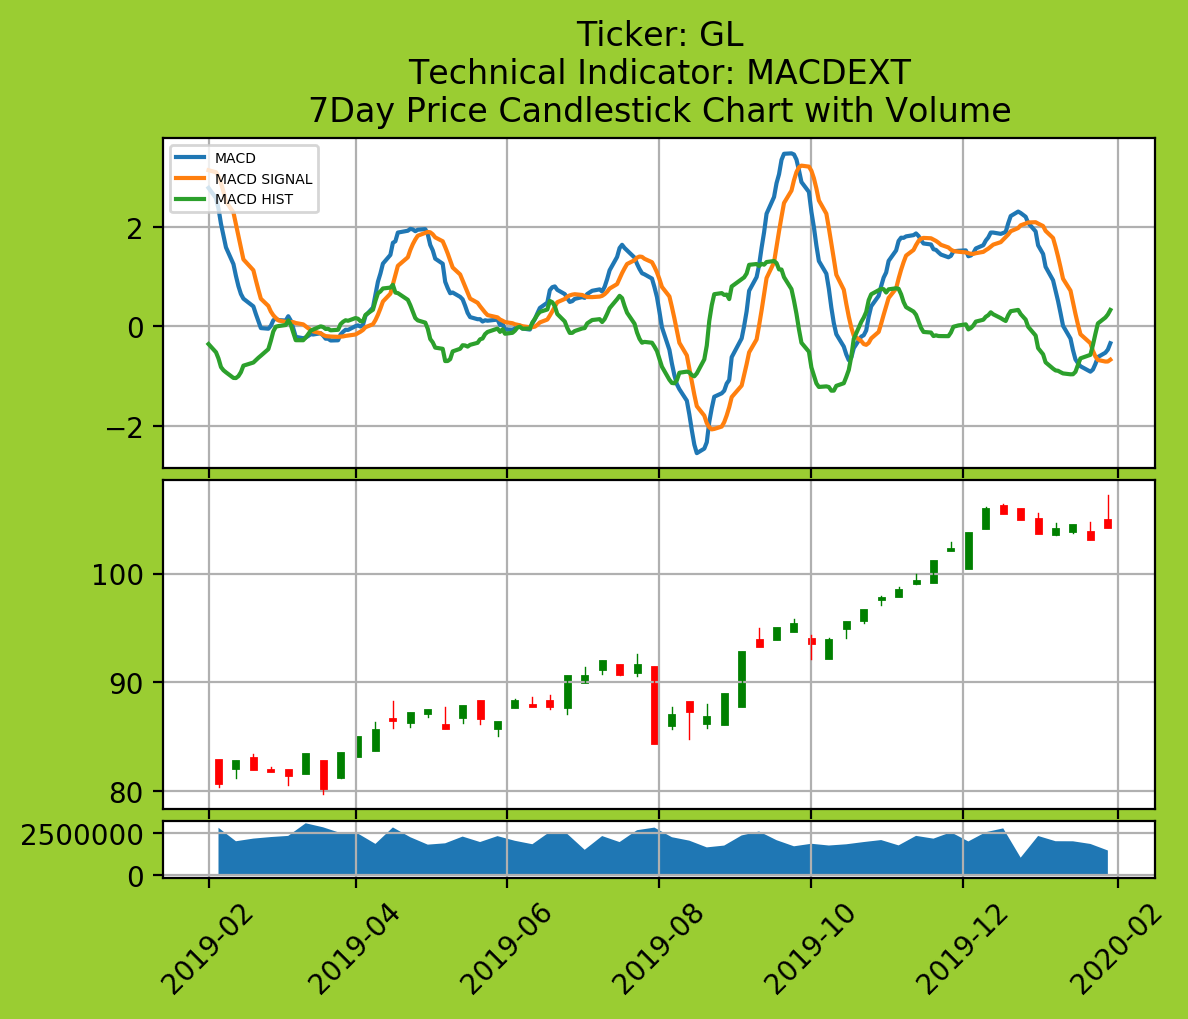 Ticker: GL
Technical Indicator: MACDEXT
7Day Price Candlestick Chart with Volume
MACD
MACD SIGNAL
MACD HIST
2
0
−2
100
90
80
2500000
0
2019-02
2019-04
2019-06
2019-08
2019-10
2019-12
2020-02